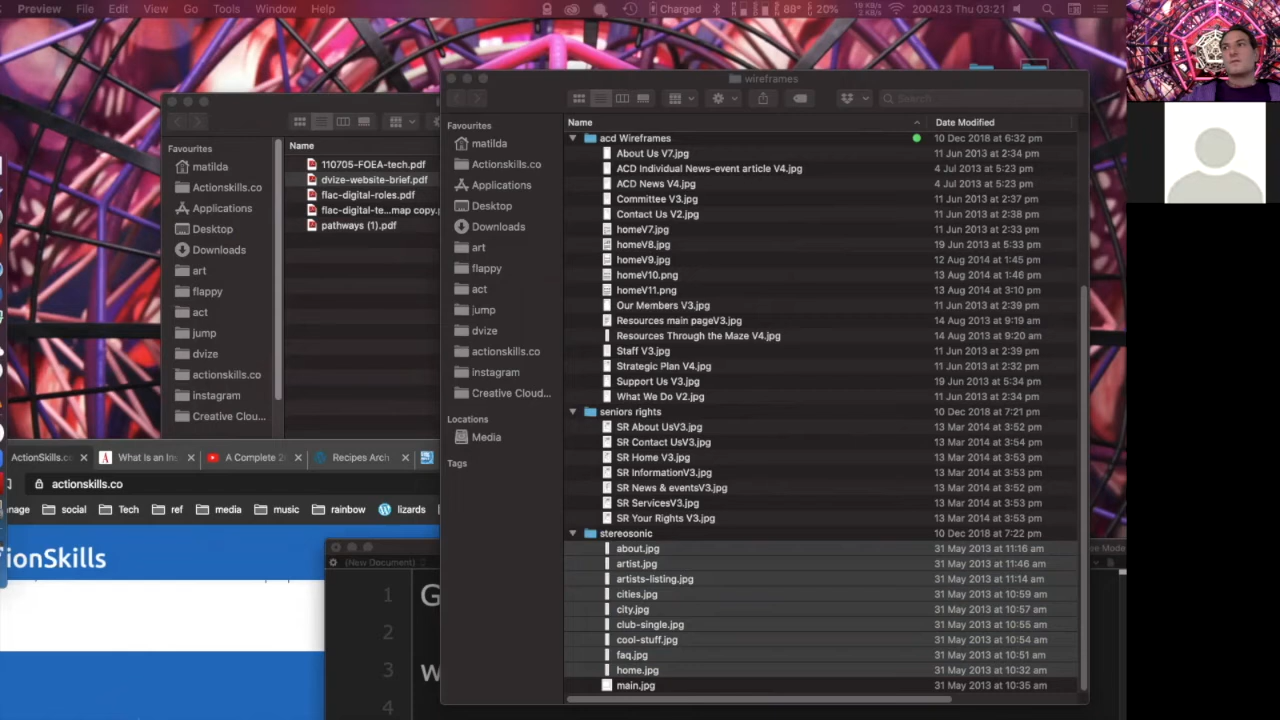 Preview File Edit View Go Tools Window Help Charged 88° 20% 200423 Thu 03:21
wireframes
Search
Favourites
matilda
Actionskills.co
Applications
Desktop
Downloads
art
flappy
act
jump
dvize
actionskills.co
instagram
Creative Cloud...
Name
110705-FOEA-tech.pdf
dvize-website-brief.pdf
flac-digital-roles.pdf
flac-digital-te...map copy.
pathways (1).pdf
Favourites
matilda
Actionskills.co
Applications
Desktop
Downloads
art
flappy
act
jump
dvize
actionskills.co
instagram
Creative Cloud...
Locations
Media
Tags
Name Date Modified
acd Wireframes 10 Dec 2018 at 6:32 pm
About Us V7.jpg 11 Jun 2013 at 2:34 pm
ACD Individual News-event article V4.jpg 4 Jul 2013 at 5:23 pm
ACD News V4.jpg 4 Jul 2013 at 5:23 pm
Committee V3.jpg 11 Jun 2013 at 2:37 pm
Contact Us V2.jpg 11 Jun 2013 at 2:38 pm
homeV7.jpg 11 Jun 2013 at 2:33 pm
homeV8.jpg 19 Jun 2013 at 5:33 pm
homeV9.jpg 12 Aug 2014 at 1:45 pm
homeV10.png 13 Aug 2014 at 1:46 pm
homeV11.png 13 Aug 2014 at 3:10 pm
Our Members V3.jpg 11 Jun 2013 at 2:39 pm
Resources main pageV3.jpg 14 Aug 2013 at 9:19 am
Resources Through the Maze V4.jpg 14 Aug 2013 at 9:20 am
Staff V3.jpg 11 Jun 2013 at 2:39 pm
Strategic Plan V4.jpg 11 Jun 2013 at 2:32 pm
Support Us V3.jpg 19 Jun 2013 at 5:34 pm
What We Do V2.jpg 11 Jun 2013 at 2:34 pm
seniors rights 10 Dec 2018 at 7:21 pm
SR About UsV3.jpg 13 Mar 2014 at 3:52 pm
SR Contact UsV3.jpg 13 Mar 2014 at 3:54 pm
SR Home V3.jpg 13 Mar 2014 at 3:53 pm
SR InformationV3.jpg 13 Mar 2014 at 3:53 pm
SR News & eventsV3.jpg 13 Mar 2014 at 3:52 pm
SR ServicesV3.jpg 13 Mar 2014 at 3:53 pm
SR Your Rights V3.jpg 13 Mar 2014 at 3:53 pm
stereosonic 10 Dec 2018 at 7:22 pm
about.jpg 31 May 2013 at 11:16 am
artist.jpg 31 May 2013 at 11:46 am
artists-listing.jpg 31 May 2013 at 11:14 am
cities.jpg 31 May 2013 at 10:59 am
city.jpg 31 May 2013 at 10:57 am
club-single.jpg 31 May 2013 at 10:55 am
cool-stuff.jpg 31 May 2013 at 10:54 am
faq.jpg 31 May 2013 at 10:51 am
home.jpg 31 May 2013 at 10:32 am
main.jpg 31 May 2013 at 10:35 am
ActionSkills.co What Is an In A Complete 2 Recipes Arch
actionskills.co
nage social Tech ref media music rainbow lizards
tionSkills
(New Document)
1 G
2
3 w